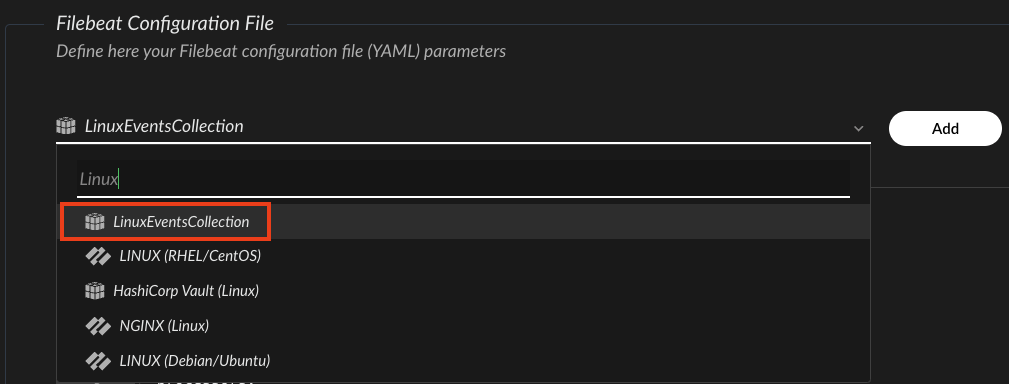 Filebeat Configuration File
Define here your Filebeat configuration file (YAML) parameters
LinuxEventsCollection
Add
Linux
LinuxEventsCollection
LINUX (RHEL/CentOS)
HashiCorp Vault (Linux)
NGINX (Linux)
LINUX (Debian/Ubuntu)